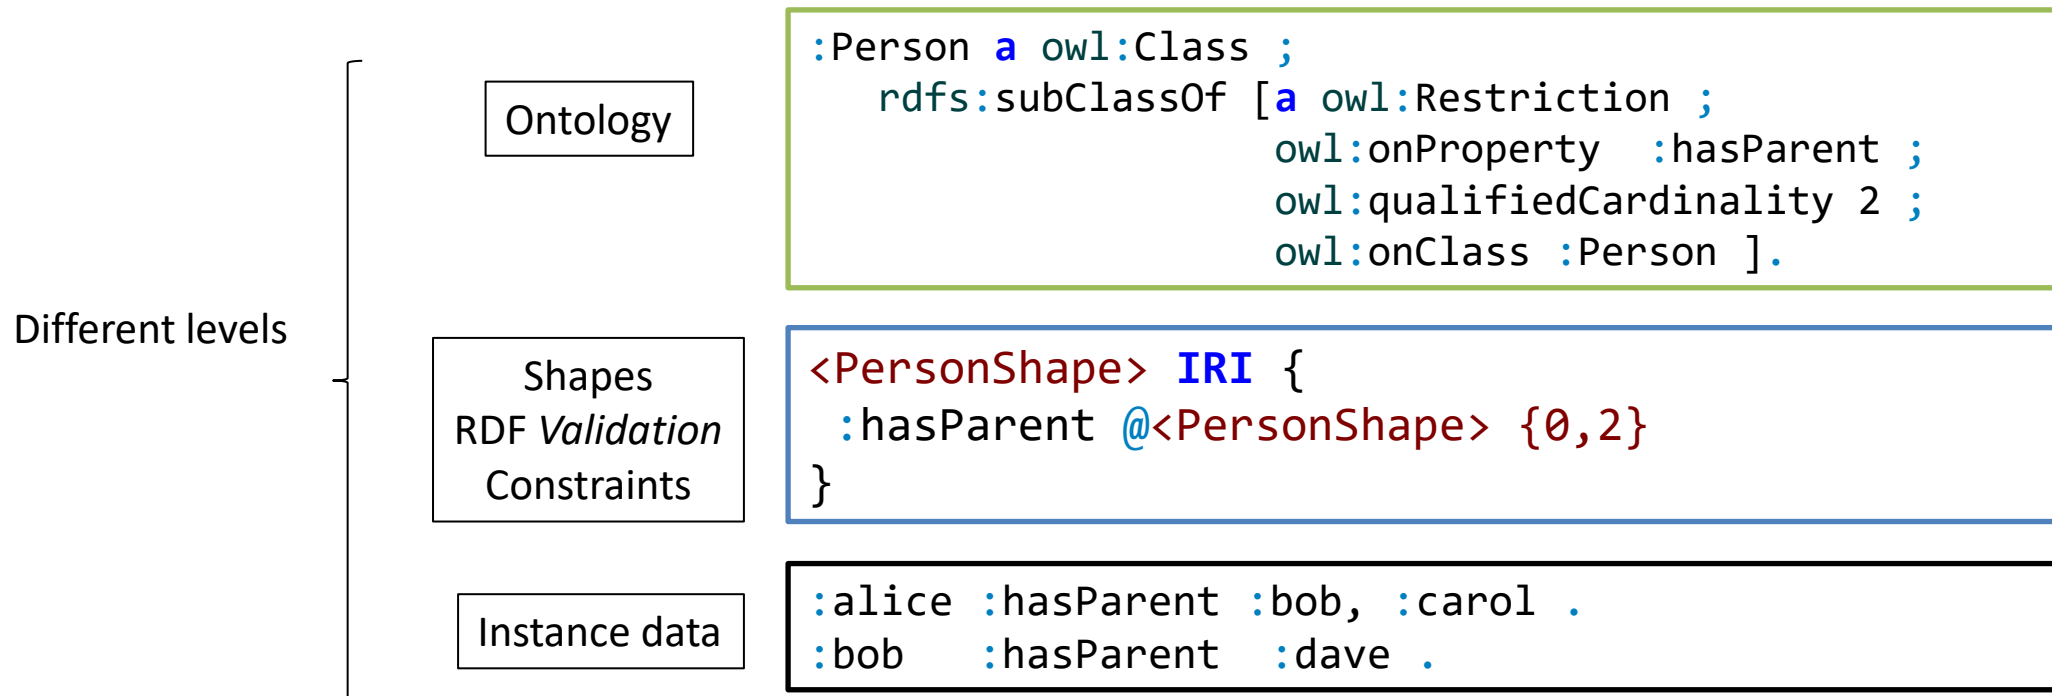 Different levels
Ontology
:Person a owl:Class ;
rdfs:subClassOf [a owl:Restriction ;
owl:onProperty :hasParent ;
owl:qualifiedCardinality 2 ;
owl:onClass :Person ].
Shapes
RDF Validation
Constraints
<PersonShape> IRI {
:hasParent @<PersonShape> {0,2}
}
Instance data
:alice :hasParent :bob, :carol .
:bob :hasParent :dave .